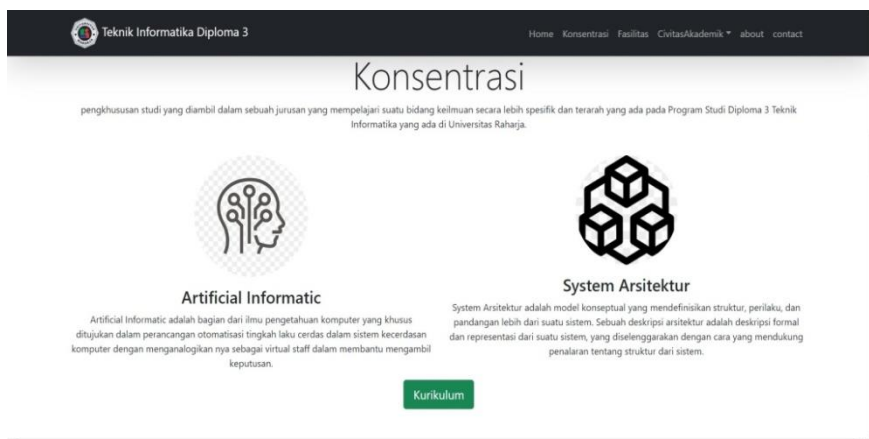 Teknik Informatika Diploma 3
Home Konsentrasi Fasilitas CivitasAkademik about contact
Konsentrasi
pengkhususan studi yang diambil dalam sebuah jurusan yang mempelajari suatu bidang keilmuan secara lebih spesifik dan terarah yang ada pada Program Studi Diploma 3 Teknik
Informatika yang ada di Universitas Raharja.
Artificial Informatic
Artificial Informatic adalah bagian dari ilmu pengetahuan komputer yang khusus
ditujukan dalam perancangan otomatisasi tingkah laku cerdas dalam sistem kecerdasan
komputer dengan menganalogikan nya sebagai virtual staff dalam membantu mengambil
keputusan.
System Arsitektur
System Arsitektur adalah model konseptual yang mendefinisikan struktur, perilaku, dan
pandangan lebih dari suatu sistem. Sebuah deskripsi arsitektur adalah deskripsi formal
dan representasi dari suatu sistem, yang diselenggarakan dengan cara yang mendukung
penalaran tentang struktur dari sistem.
Kurikulum